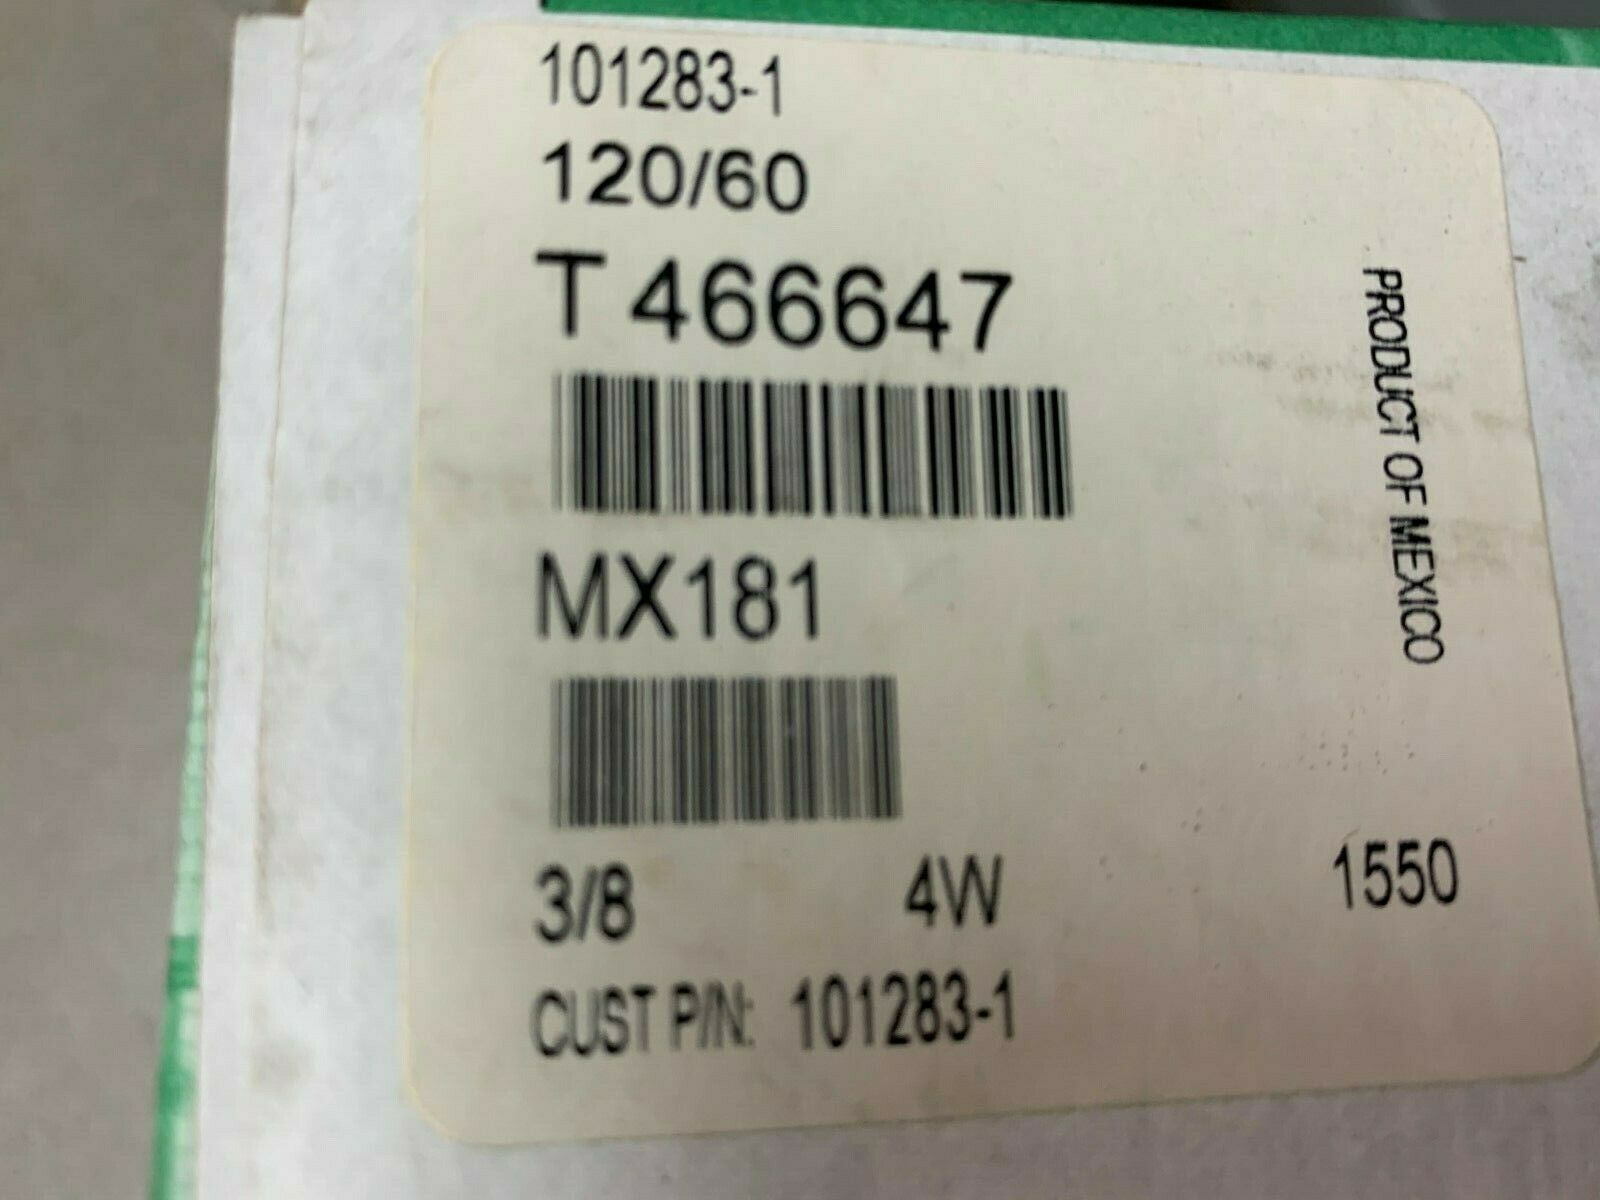 101283-1
120/60
T 466647
MX181
3/8 4W 1550
CUST P/N: 101283-1
PRODUCT OF MEXICO